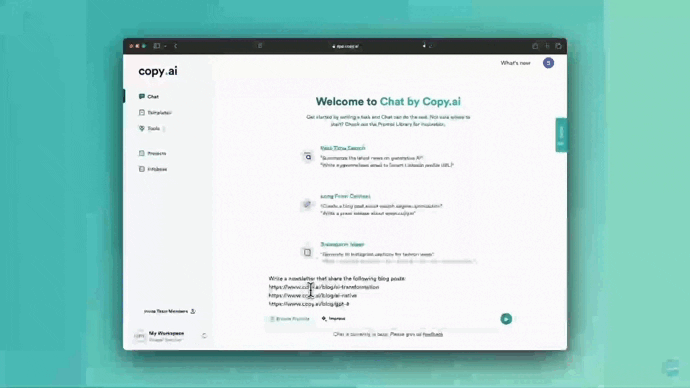 app.copy.ai
What's new
S
copy.ai
Chat
Templates
Tools
Projects
Infobase
Welcome to Chat by Copy.ai
Get started by writing a task and Chat can do the rest. Not sure where to
start? Check out the Prompt Library for inspiration.
Real Time Search
"Summarize the latest news on generative AI"
"Write a personalized email to [insert LinkedIn profile URL]"
Long Form Content
"Create a blog post about search engine optimization"
"Write a press release about
Brainstorm Ideas
"Generate 10 Instagram captions for fashion week"
Write a newsletter that share the following blog posts:
https://www.copy.ai/blog/ai-transformation
https://www.copy.ai/blog/ai-native
https://www.copy.ai/blog/gpt-4
Browse Prompts
Improve
Invite Team Members
My Workspace
Chat is currently in beta. Please give us feedback